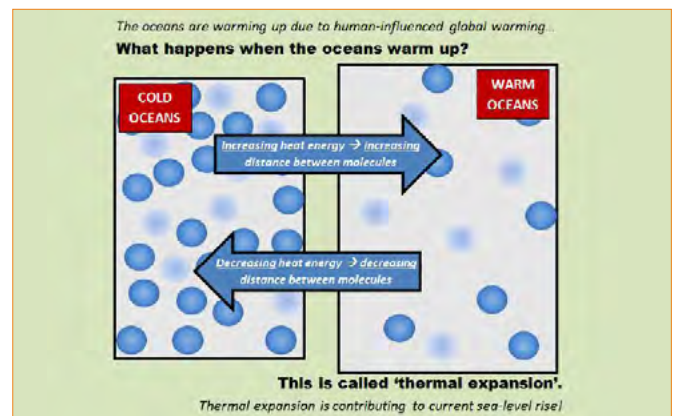 The oceans are warming up due to human-influenced global warming...
What happens when the oceans warm up?
COLD
OCEANS
WARM
OCEANS
Increasing heat energy → increasing
distance between molecules
Decreasing heat energy → decreasing
distance between molecules
This is called ‘thermal expansion’.
Thermal expansion is contributing to current sea-level rise!